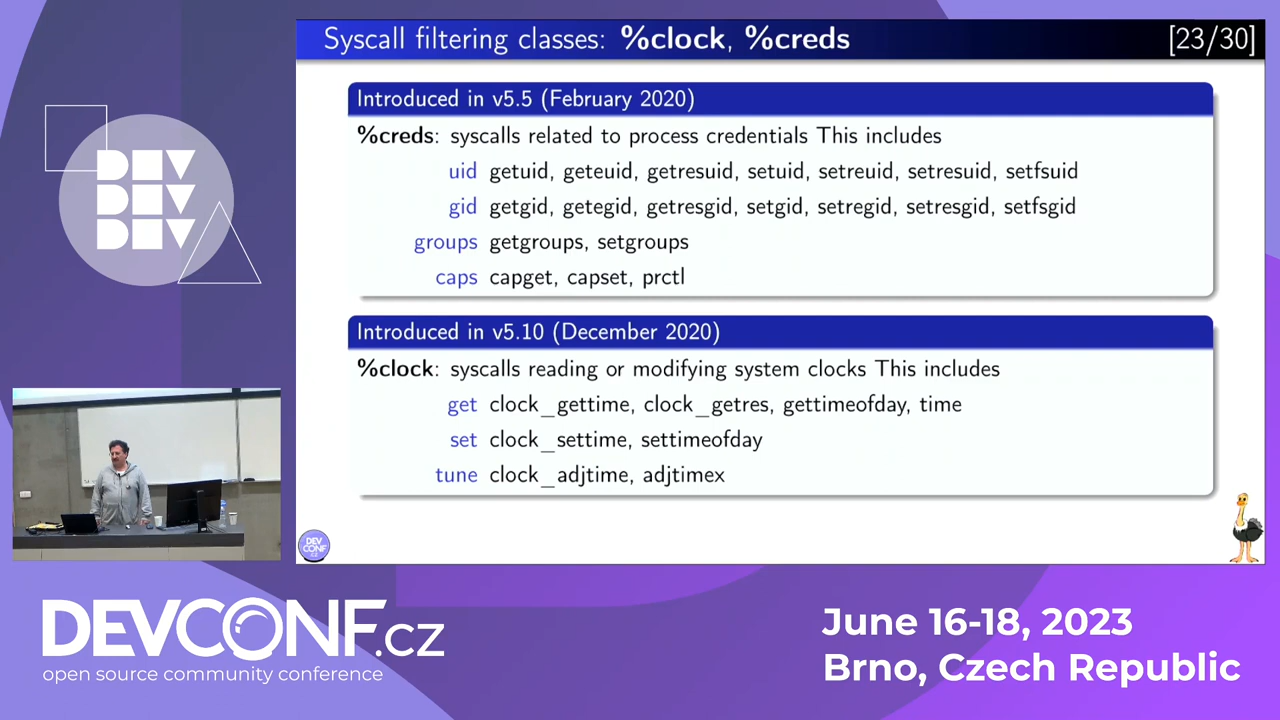 Syscall filtering classes: %clock, %creds [23/30]
Introduced in v5.5 (February 2020)
%creds: syscalls related to process credentials This includes
uid getuid, geteuid, getresuid, setuid, setreuid, setresuid, setfsuid
gid getgid, getegid, getresgid, setgid, setregid, setresgid, setfsgid
groups getgroups, setgroups
caps capget, capset, prctl
Introduced in v5.10 (December 2020)
%clock: syscalls reading or modifying system clocks This includes
get clock_gettime, clock_getres, gettimeofday, time
set clock_settime, settimeofday
tune clock_adjtime, adjtimex
DEV
CONF
.CZ
DEV
DEV
DEV
DEVCONF.cz
open source community conference
June 16-18, 2023
Brno, Czech Republic